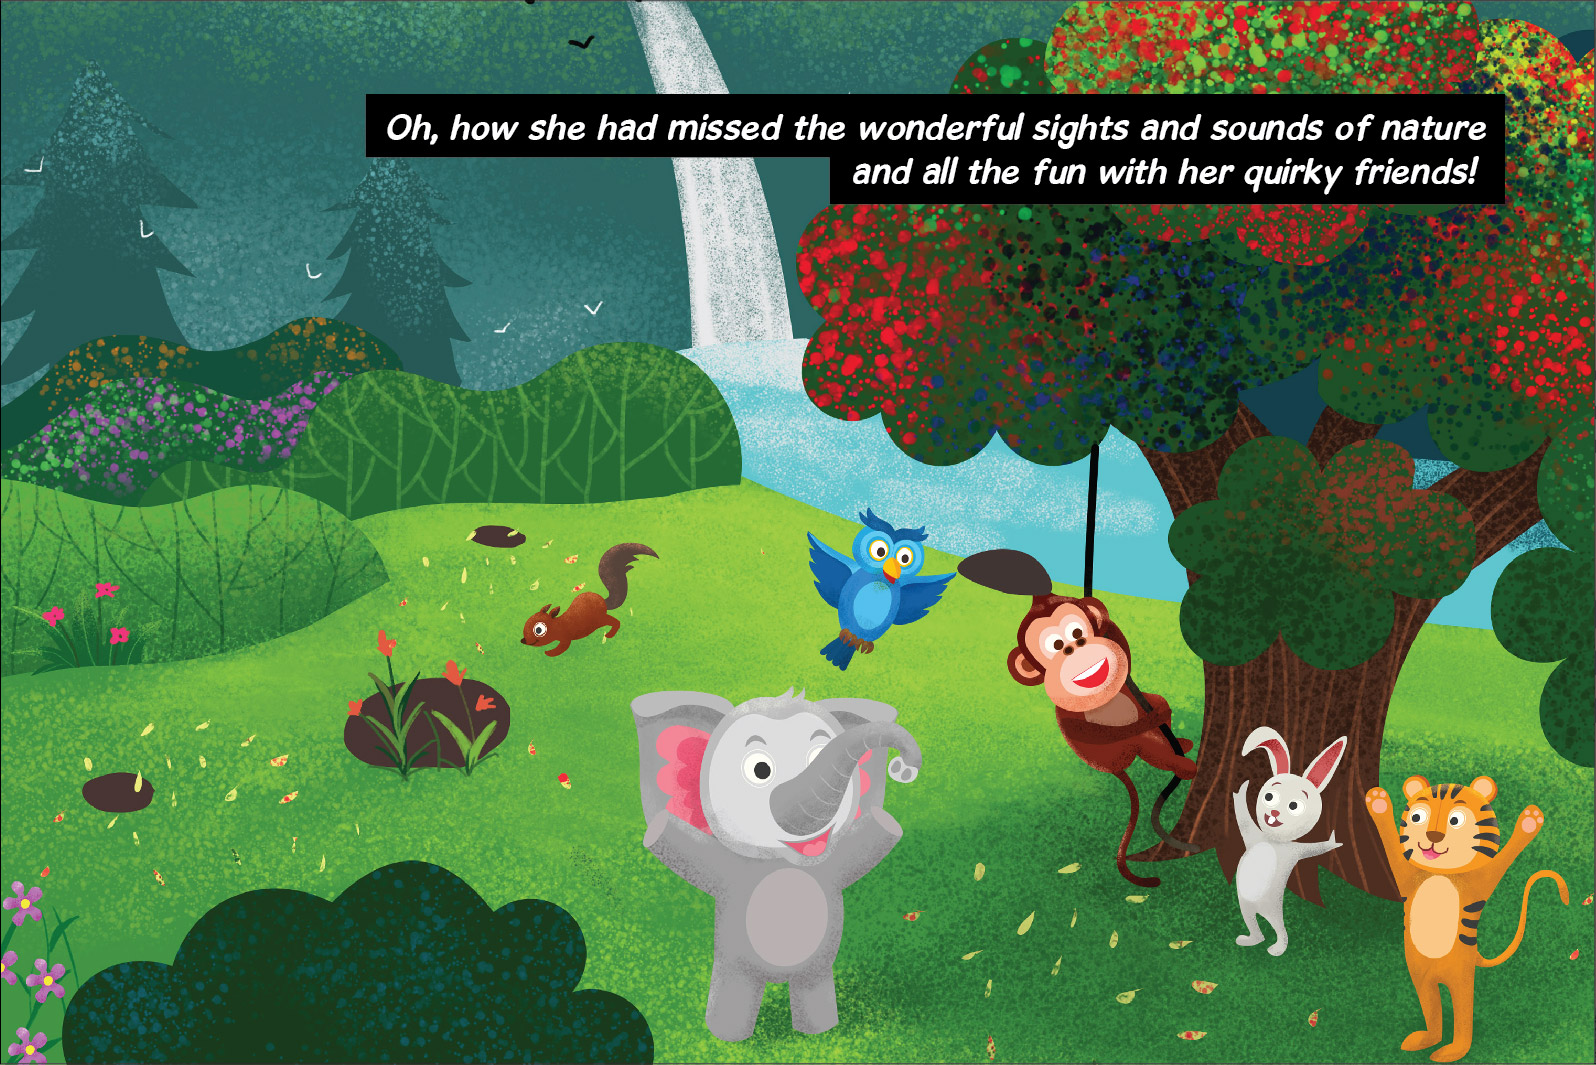 Oh, how she had missed the wonderful sights and sounds of nature
and all the fun with her quirky friends!